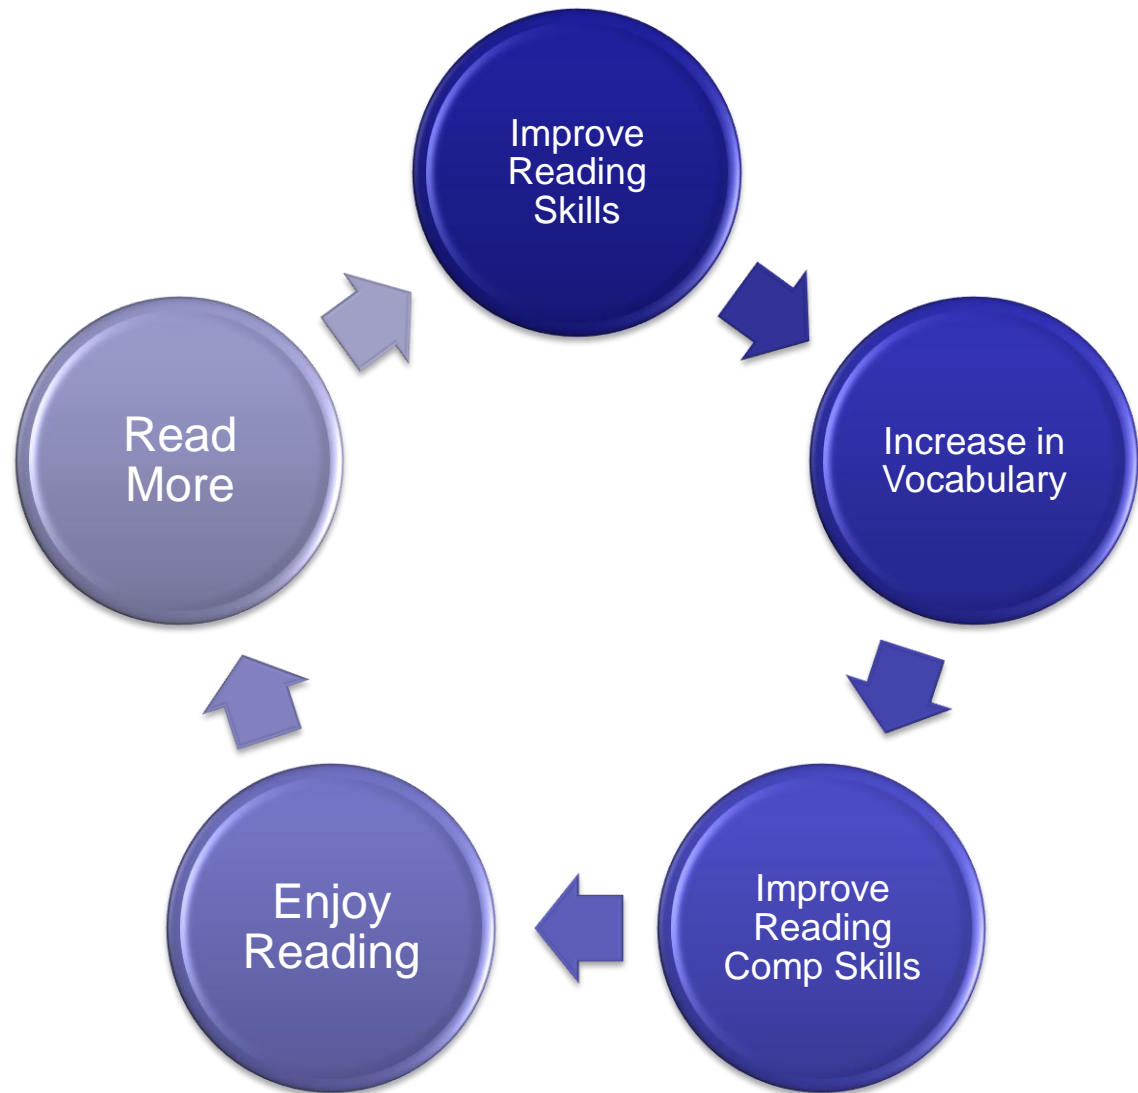 Improve
Reading
Skills
Increase in
Vocabulary
Improve
Reading
Comp Skills
Enjoy
Reading
Read
More